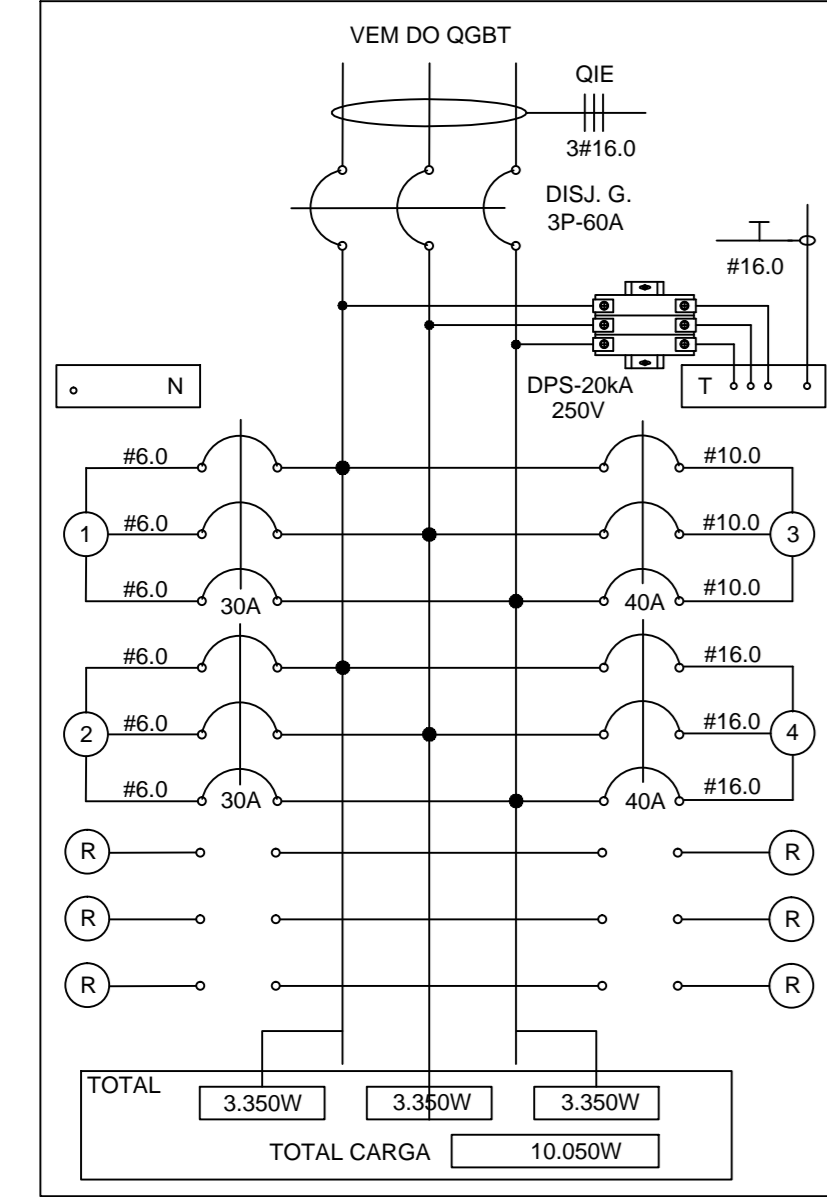 VEM DO QGBT
QIE
3#16.0
DISJ. G.
3P-60A
#16.0
DPS-20kA
250V
N
T
#6.0
#10.0
1
#6.0
#10.0
3
#6.0
30A
40A
#10.0
#6.0
#16.0
2
#6.0
#16.0
4
#6.0
30A
40A
#16.0
R
R
R
R
R
R
TOTAL
3.350W
3.350W
3.350W
TOTAL CARGA
10.050W